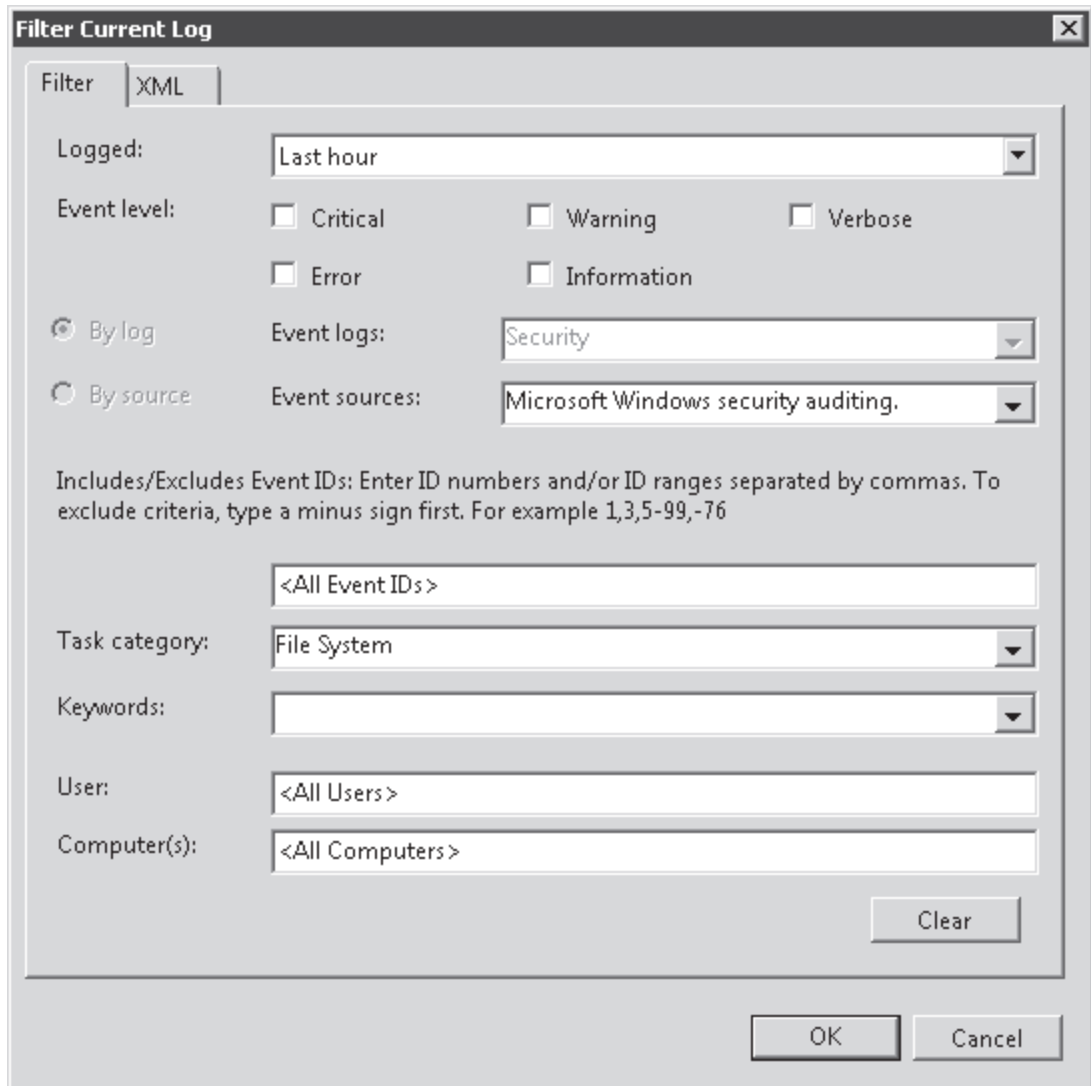 Filter Current Log
Filter XML
Logged: Last hour
Event level: Critical Warning Verbose
Error Information
By log Event logs: Security
By source Event sources: Microsoft Windows security auditing.
Includes/Excludes Event IDs: Enter ID numbers and/or ID ranges separated by commas. To
exclude criteria, type a minus sign first. For example 1,3,5-99,-76
<All Event IDs>
Task category: File System
Keywords:
User: <All Users>
Computer(s): <All Computers>
Clear
OK Cancel